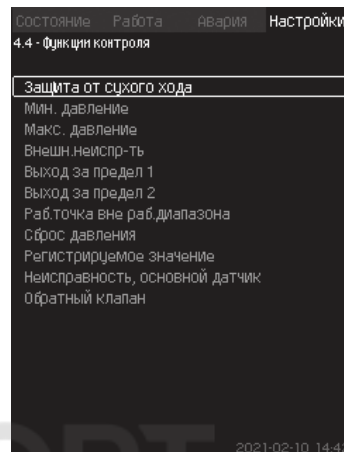 Состояние Работа Авария Настройки
4.4 - Функции контроля
Защита от сухого хода
Мин. давление
Макс. давление
Внешн.неиспр-ть
Выход за предел 1
Выход за предел 2
Раб.точка вне раб.диапазона
Сброс давления
Регистрируемое значение
Неисправность, основной датчик
Обратный клапан
2021-02-10 14:4